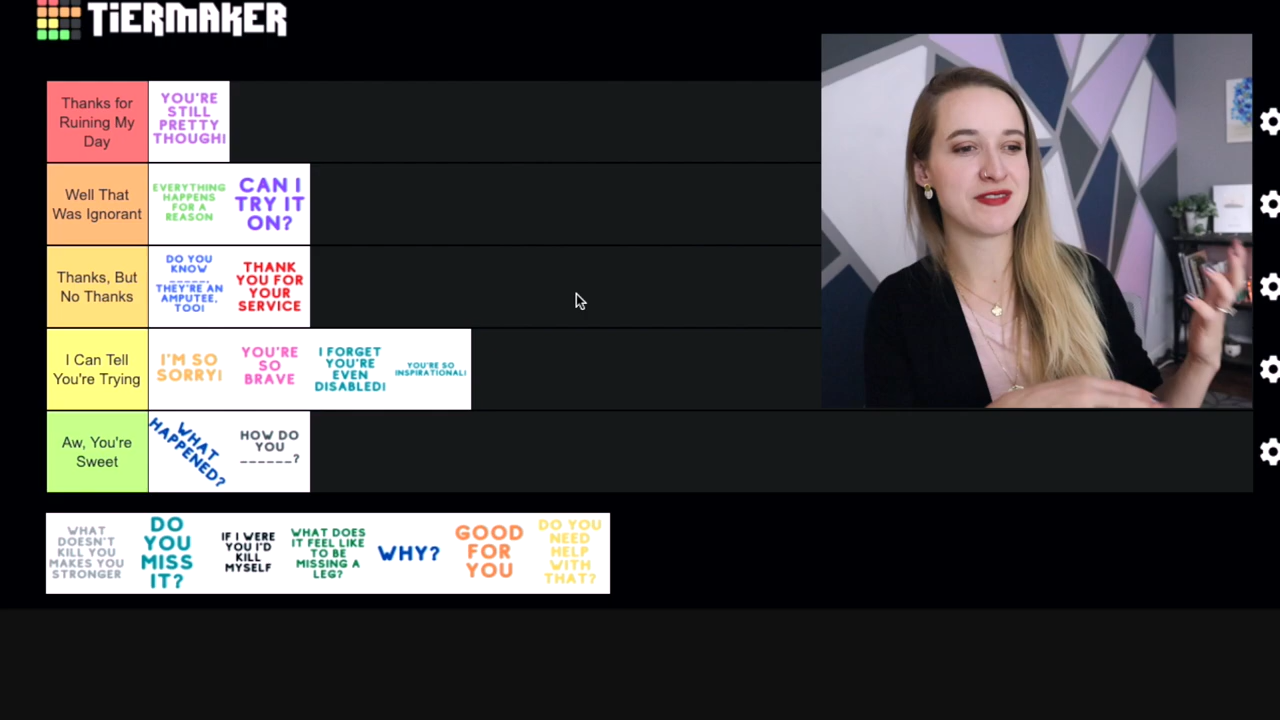 TiERMAKER
Thanks for
Ruining My
Day
YOU'RE
STILL
PRETTY
THOUGH!
Well That
Was Ignorant
EVERYTHING
HAPPENS
FOR A
REASON
CAN I
TRY IT
ON?
Thanks, But
No Thanks
DO YOU
KNOW
______.
THEY'RE AN
AMPUTEE,
TOO!
THANK
YOU FOR
YOUR
SERVICE
I Can Tell
You're Trying
I'M SO
SORRY!
YOU'RE
SO
BRAVE
I FORGET
YOU'RE
EVEN
DISABLED!
YOU'RE SO
INSPIRATIONAL!
Aw, You're
Sweet
WHAT
HAPPENED?
HOW DO
YOU
______?
WHAT
DOESN'T
KILL YOU
MAKES YOU
STRONGER
DO
YOU
MISS
IT?
IF I WERE
YOU I'D
KILL
MYSELF
WHAT DOES
IT FEEL LIKE
TO BE
MISSING A
LEG?
WHY?
GOOD
FOR
YOU
DO YOU
NEED
HELP
WITH
THAT?